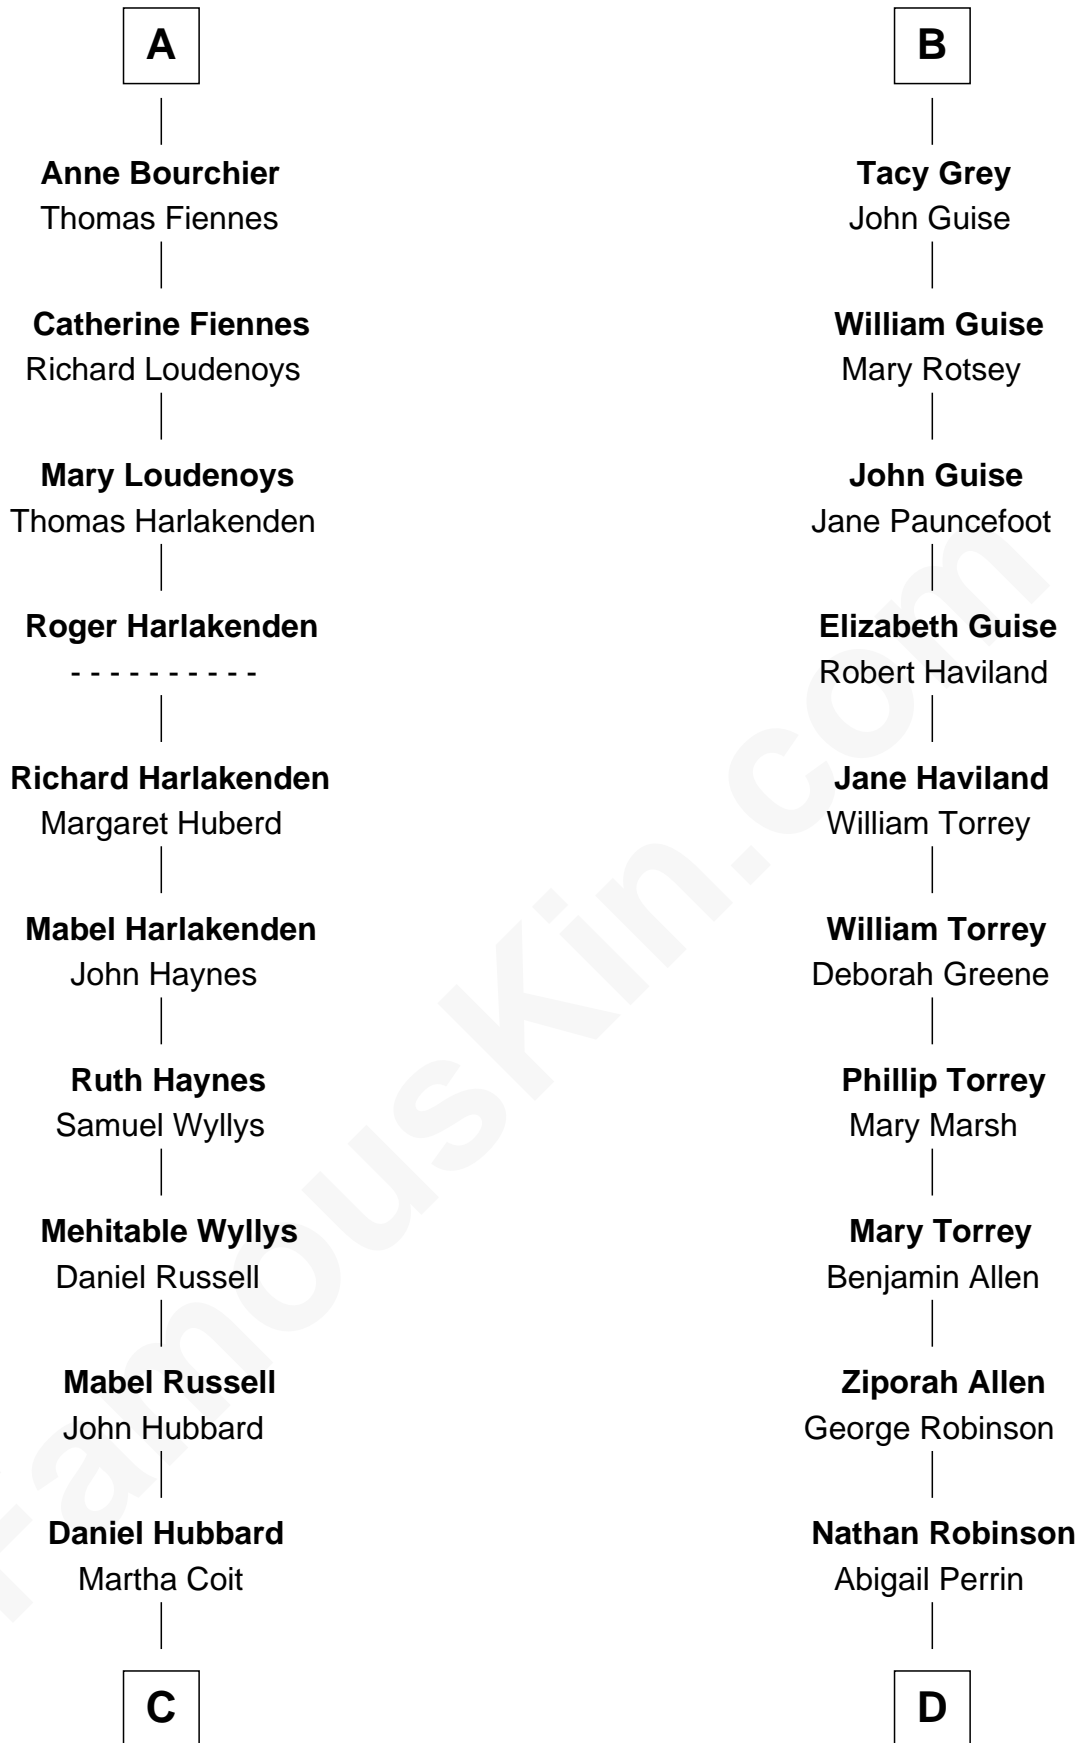 A
Anne Bourchier
Thomas Fiennes
Catherine Fiennes
Richard Loudenoys
Mary Loudenoys
Thomas Harlakenden
Roger Harlakenden
- - - - - - - - - -
Richard Harlakenden
Margaret Huberd
Mabel Harlakenden
John Haynes
Ruth Haynes
Samuel Wyllys
Mehitable Wyllys
Daniel Russell
Mabel Russell
John Hubbard
Daniel Hubbard
Martha Coit
C
B
Tacy Grey
John Guise
William Guise
Mary Rotsey
John Guise
Jane Pauncefoot
Elizabeth Guise
Robert Haviland
Jane Haviland
William Torrey
William Torrey
Deborah Greene
Phillip Torrey
Mary Marsh
Mary Torrey
Benjamin Allen
Ziporah Allen
George Robinson
Nathan Robinson
Abigail Perrin
D
FamousKin.com